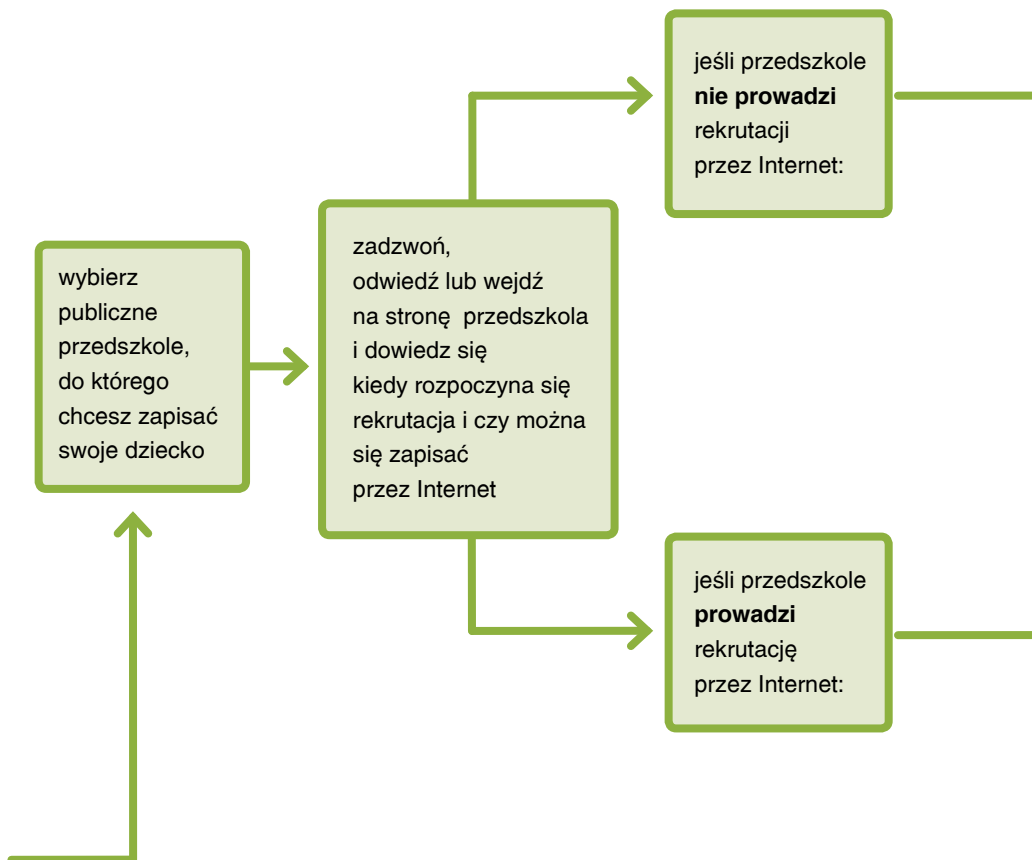 wybierz
publiczne
przedszkole,
do którego
chcesz zapisać
swoje dziecko
zadzwoń,
odwiedź lub wejdź
na stronę przedszkola
i dowiedz się
kiedy rozpoczyna się
rekrutacja i czy można
się zapisać
przez Internet
jeśli przedszkole
nie prowadzi
rekrutacji
przez Internet:
jeśli przedszkole
prowadzi
rekrutację
przez Internet: